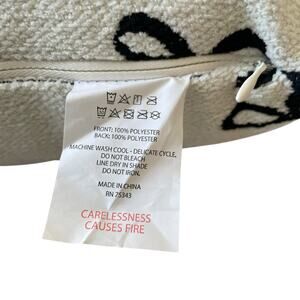 FRONT: 100% POLYESTER
BACK: 100% POLYESTER
MACHINE WASH COOL - DELICATE CYCLE,
DO NOT BLEACH
LINE DRY IN SHADE
DO NOT IRON.
MADE IN CHINA
RN 75343
CARELESSNESS
CAUSES FIRE